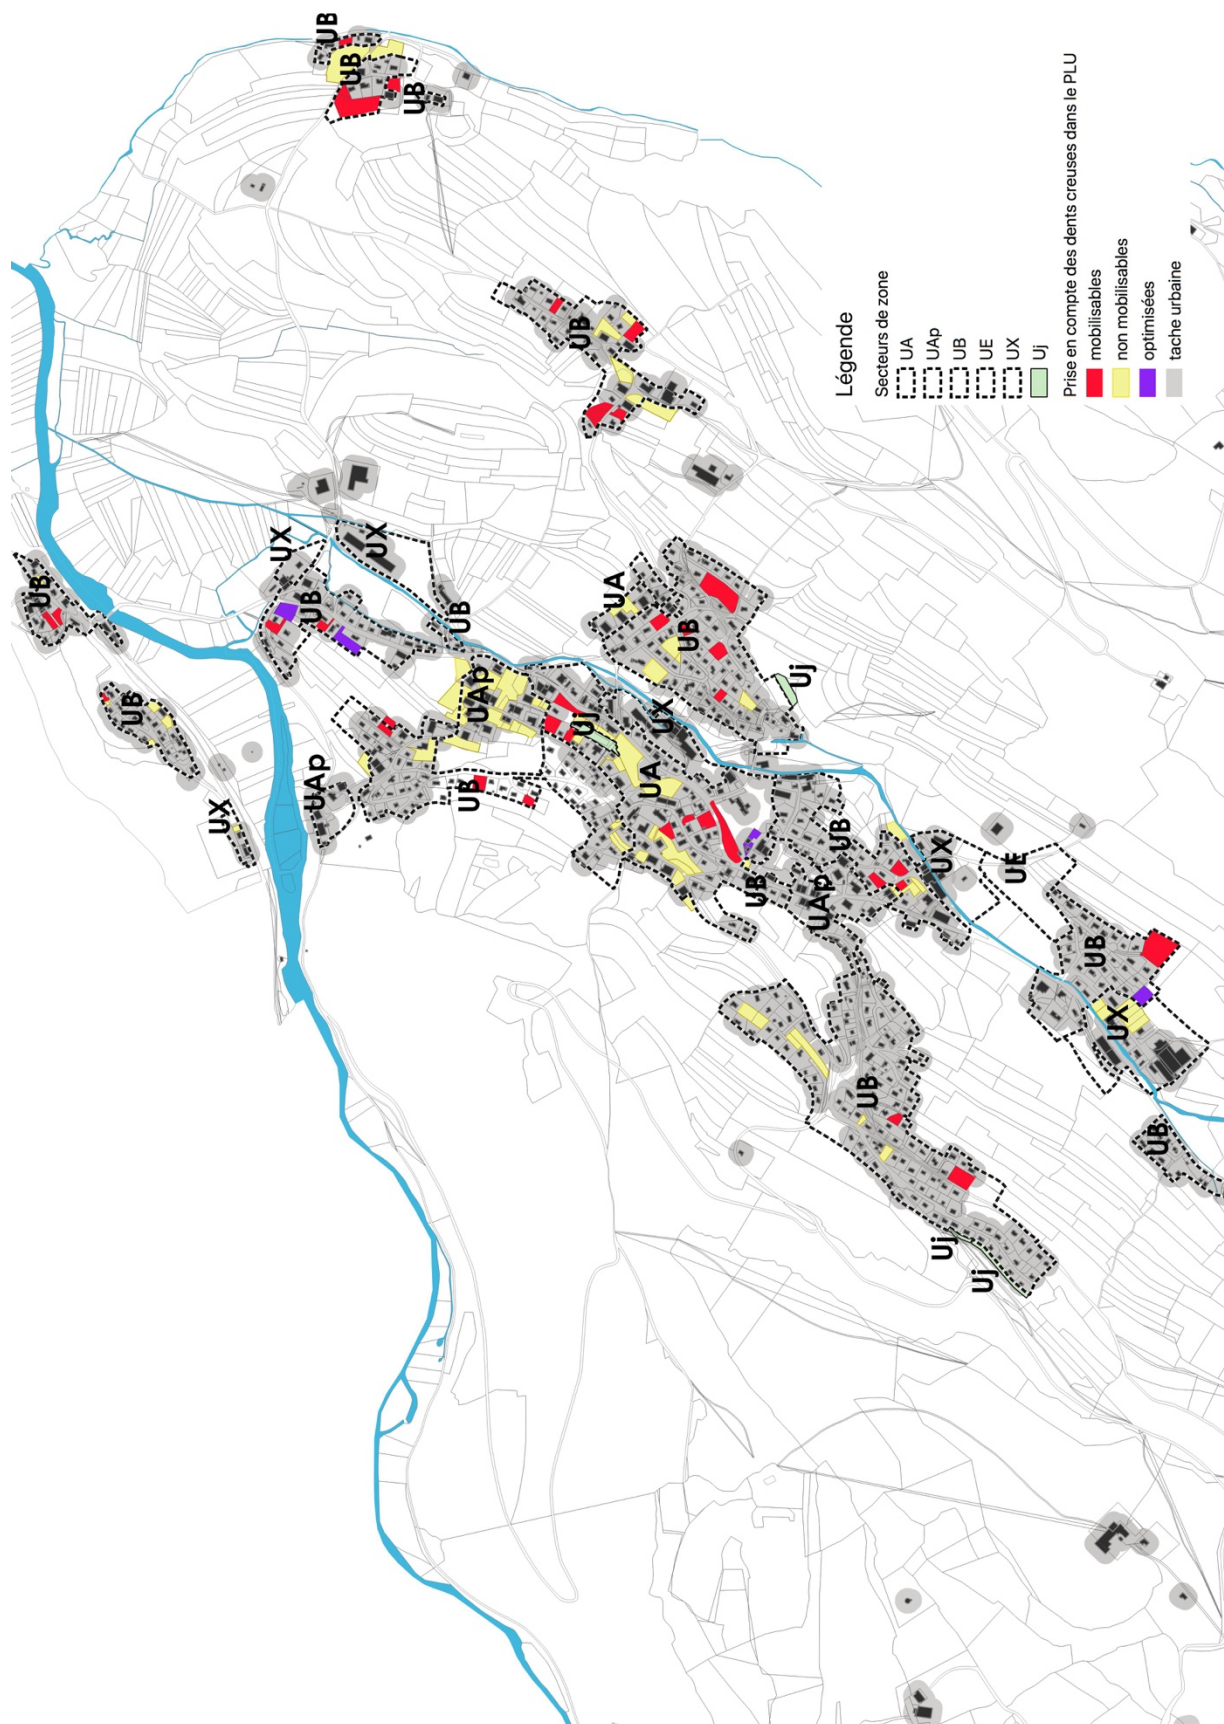 UB
UB
UX
UX
UB
UAp
UB
UB
UX
UB
UB
UB
UAp
UB
Uj
UA
UA
UX
UB
UB
Uj
UAp
UB
UB
UX
Uj
Uj
UE
UB
UX
UB
Légende
Secteurs de zone
UA
UAp
UB
UE
UX
Uj
Prise en compte des dents creuses dans le PLU
mobilisables
non mobilisables
optimisées
tache urbaine